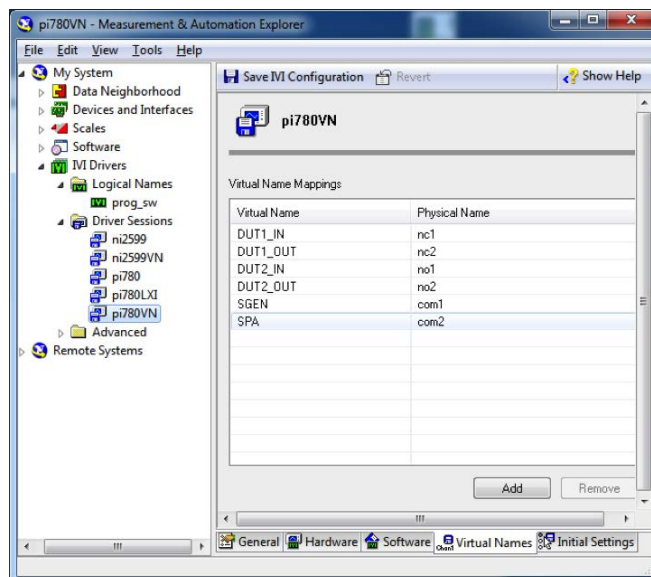 pi780VN - Measurement & Automation Explorer
File Edit View Tools Help
My System
Data Neighborhood
Devices and Interfaces
Scales
Software
IVI Drivers
Logical Names
prog_sw
Driver Sessions
ni2599
ni2599VN
pi780
pi780LXI
pi780VN
Advanced
Remote Systems
Save IVI Configuration Revert Show Help
pi780VN
Virtual Name Mappings
Virtual Name Physical Name
DUT1_IN nc1
DUT1_OUT nc2
DUT2_IN no1
DUT2_OUT no2
SGEN com1
SPA com2
Add Remove
General Hardware Software Virtual Names Initial Settings